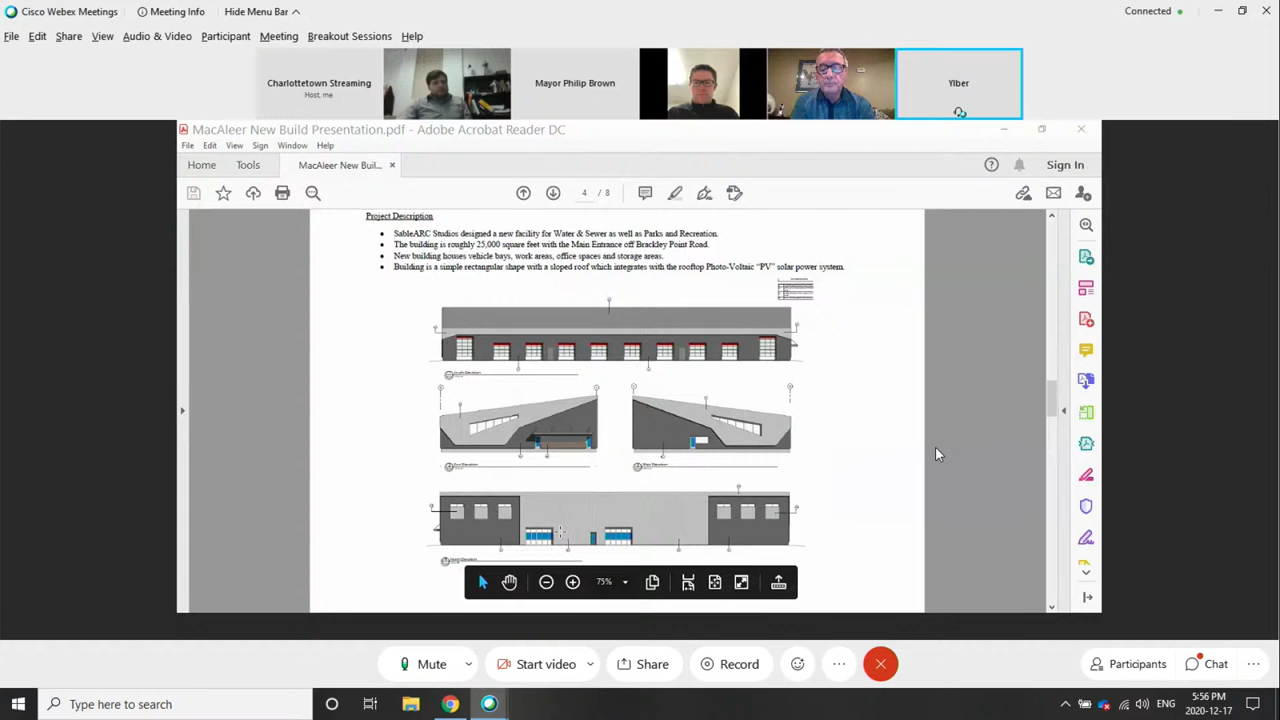 Cisco Webex Meetings
Meeting Info
Hide Menu Bar
Connected
File Edit Share View Audio & Video Participant Meeting Breakout Sessions Help
Charlottetown Streaming
Host, me
Mayor Philip Brown
Ylber
MacAleer New Build Presentation.pdf - Adobe Acrobat Reader DC
File Edit View Sign Window Help
Home Tools MacAleer New Buil... × Sign In
4 / 8
Project Description
• SableARC Studios designed a new facility for Water & Sewer as well as Parks and Recreation.
• The building is roughly 25,000 square feet with the Main Entrance off Brackley Point Road.
• New building houses vehicle bays, work areas, office spaces and storage areas.
• Building is a simple rectangular shape with a sloped roof which integrates with the rooftop Photo-Voltaic “PV” solar power system.
75%
Mute Start video Share Record Participants Chat
Type here to search
ENG
5:56 PM
2020-12-17